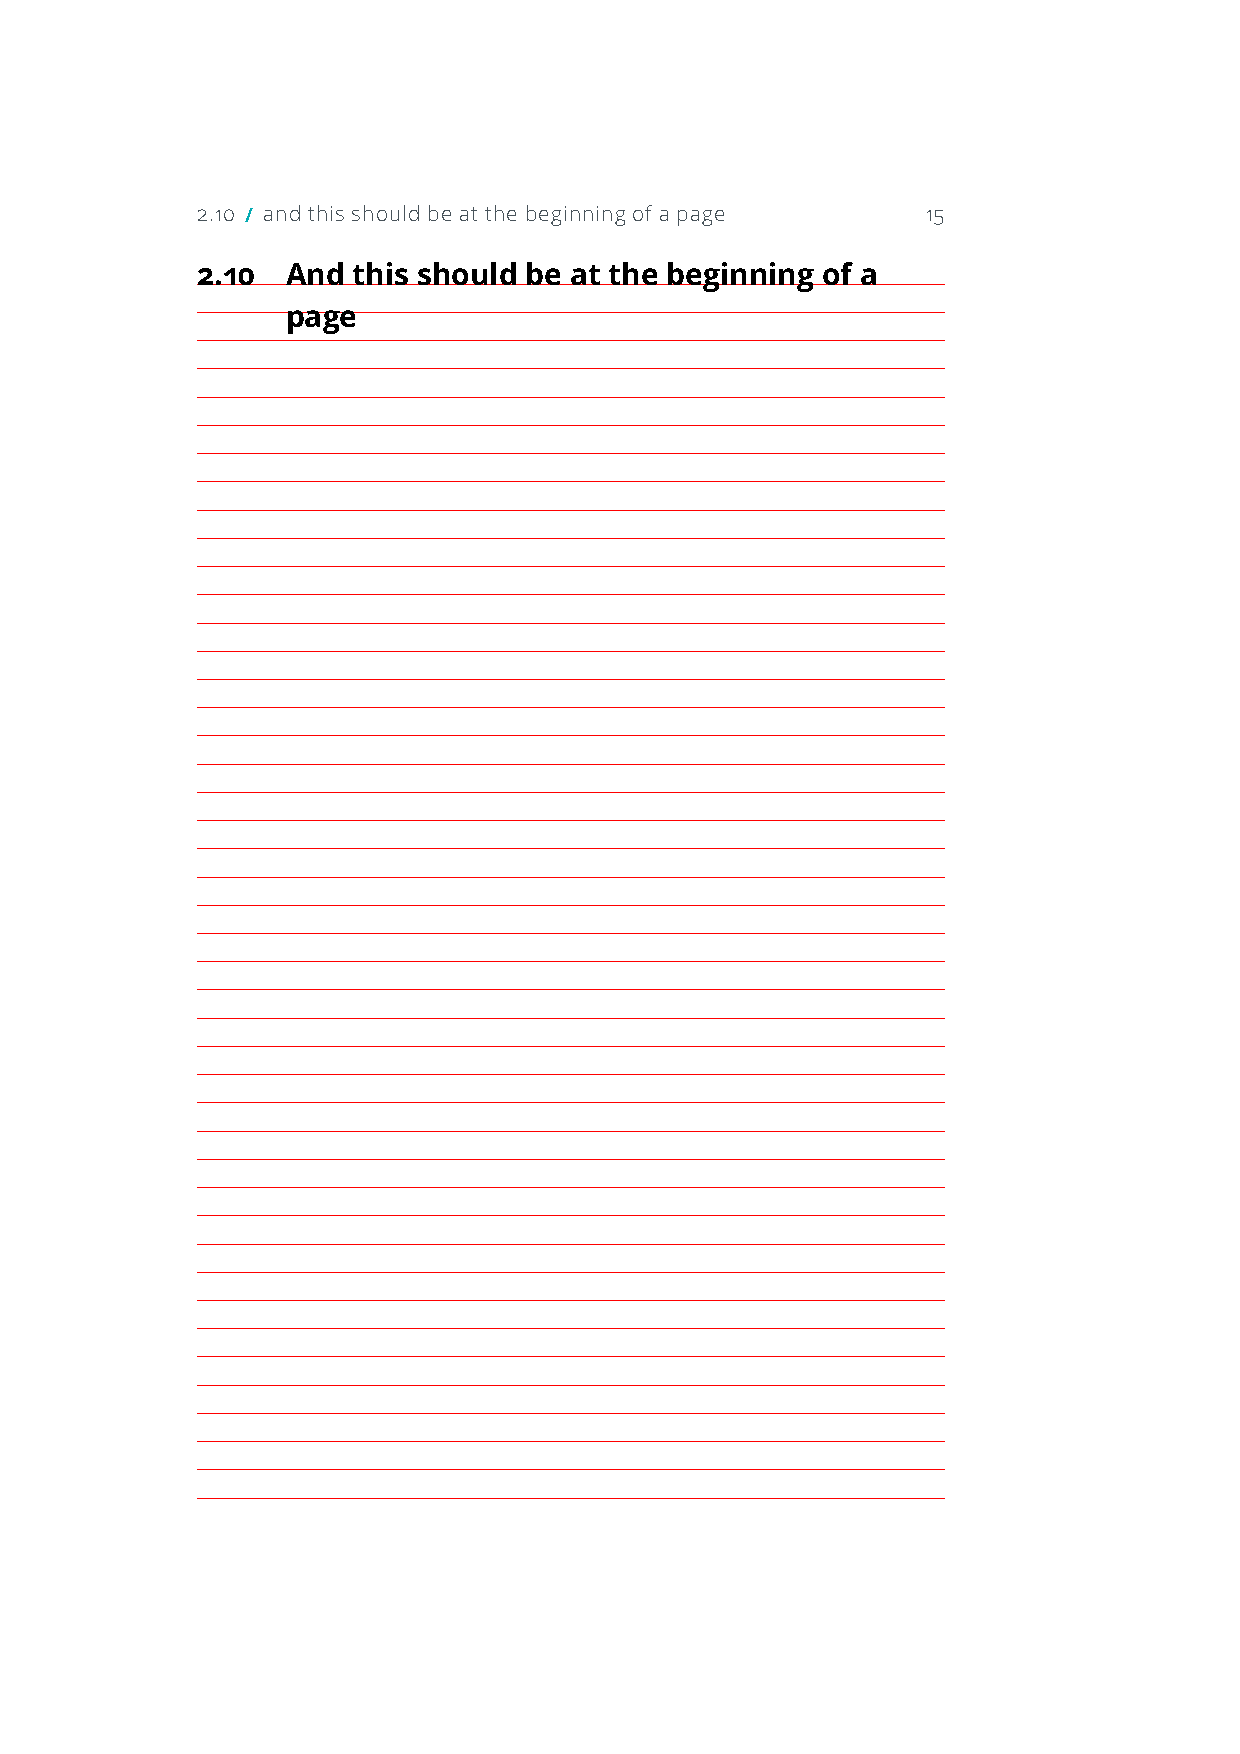 2.10 / and this should be at the beginning of a page 15
2.10 And this should be at the beginning of a
page